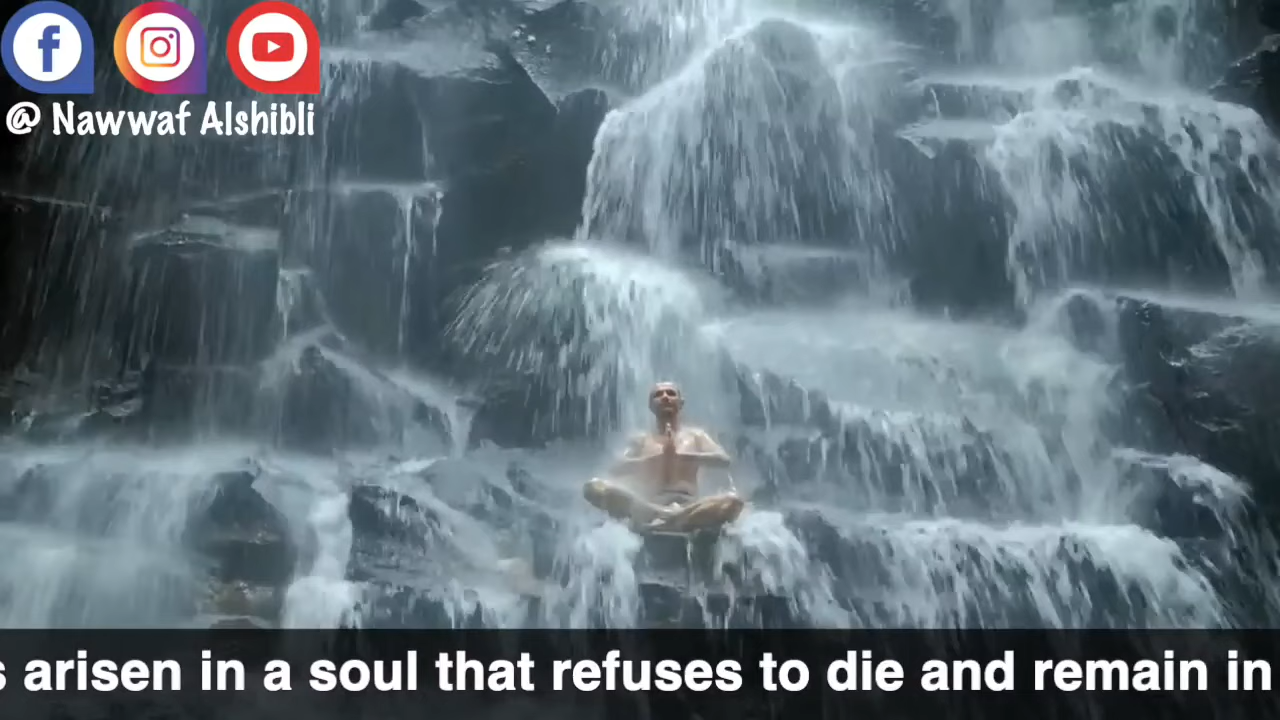 @ Nawwaf Alshibli
arisen in a soul that refuses to die and remain in